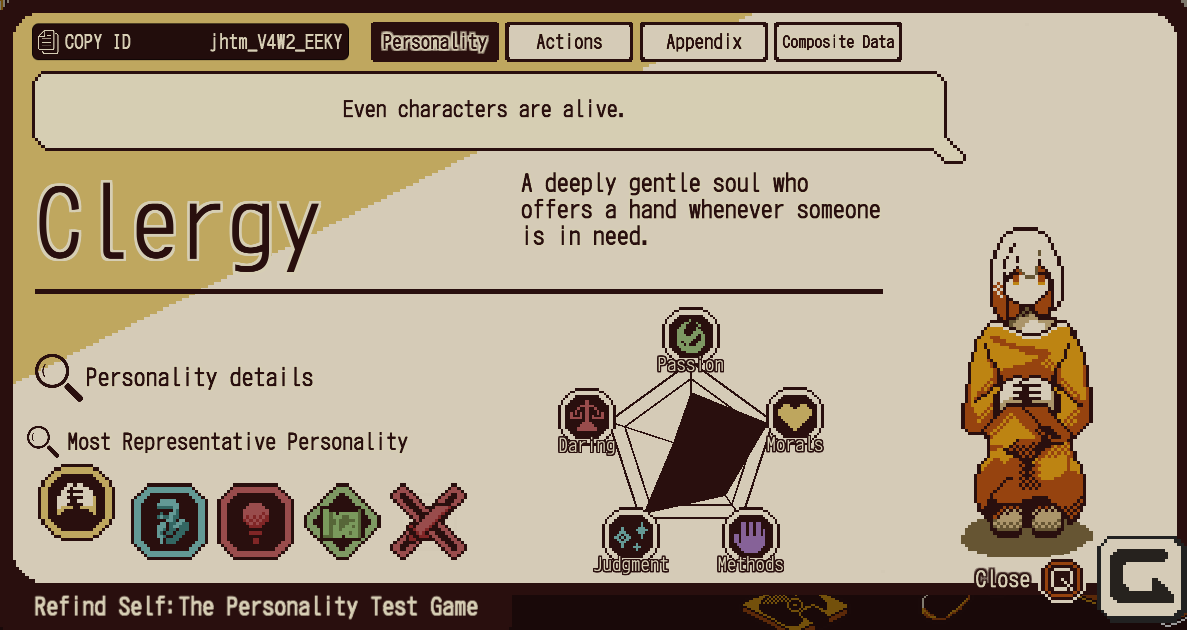 COPY ID jhtm_V4W2_EEKY Personality Actions Appendix Composite Data
Even characters are alive.
Clergy
A deeply gentle soul who
offers a hand whenever someone
is in need.
Personality details
Most Representative Personality
Passion
Daring
Morals
Judgment
Methods
Close Q
Refind Self:The Personality Test Game